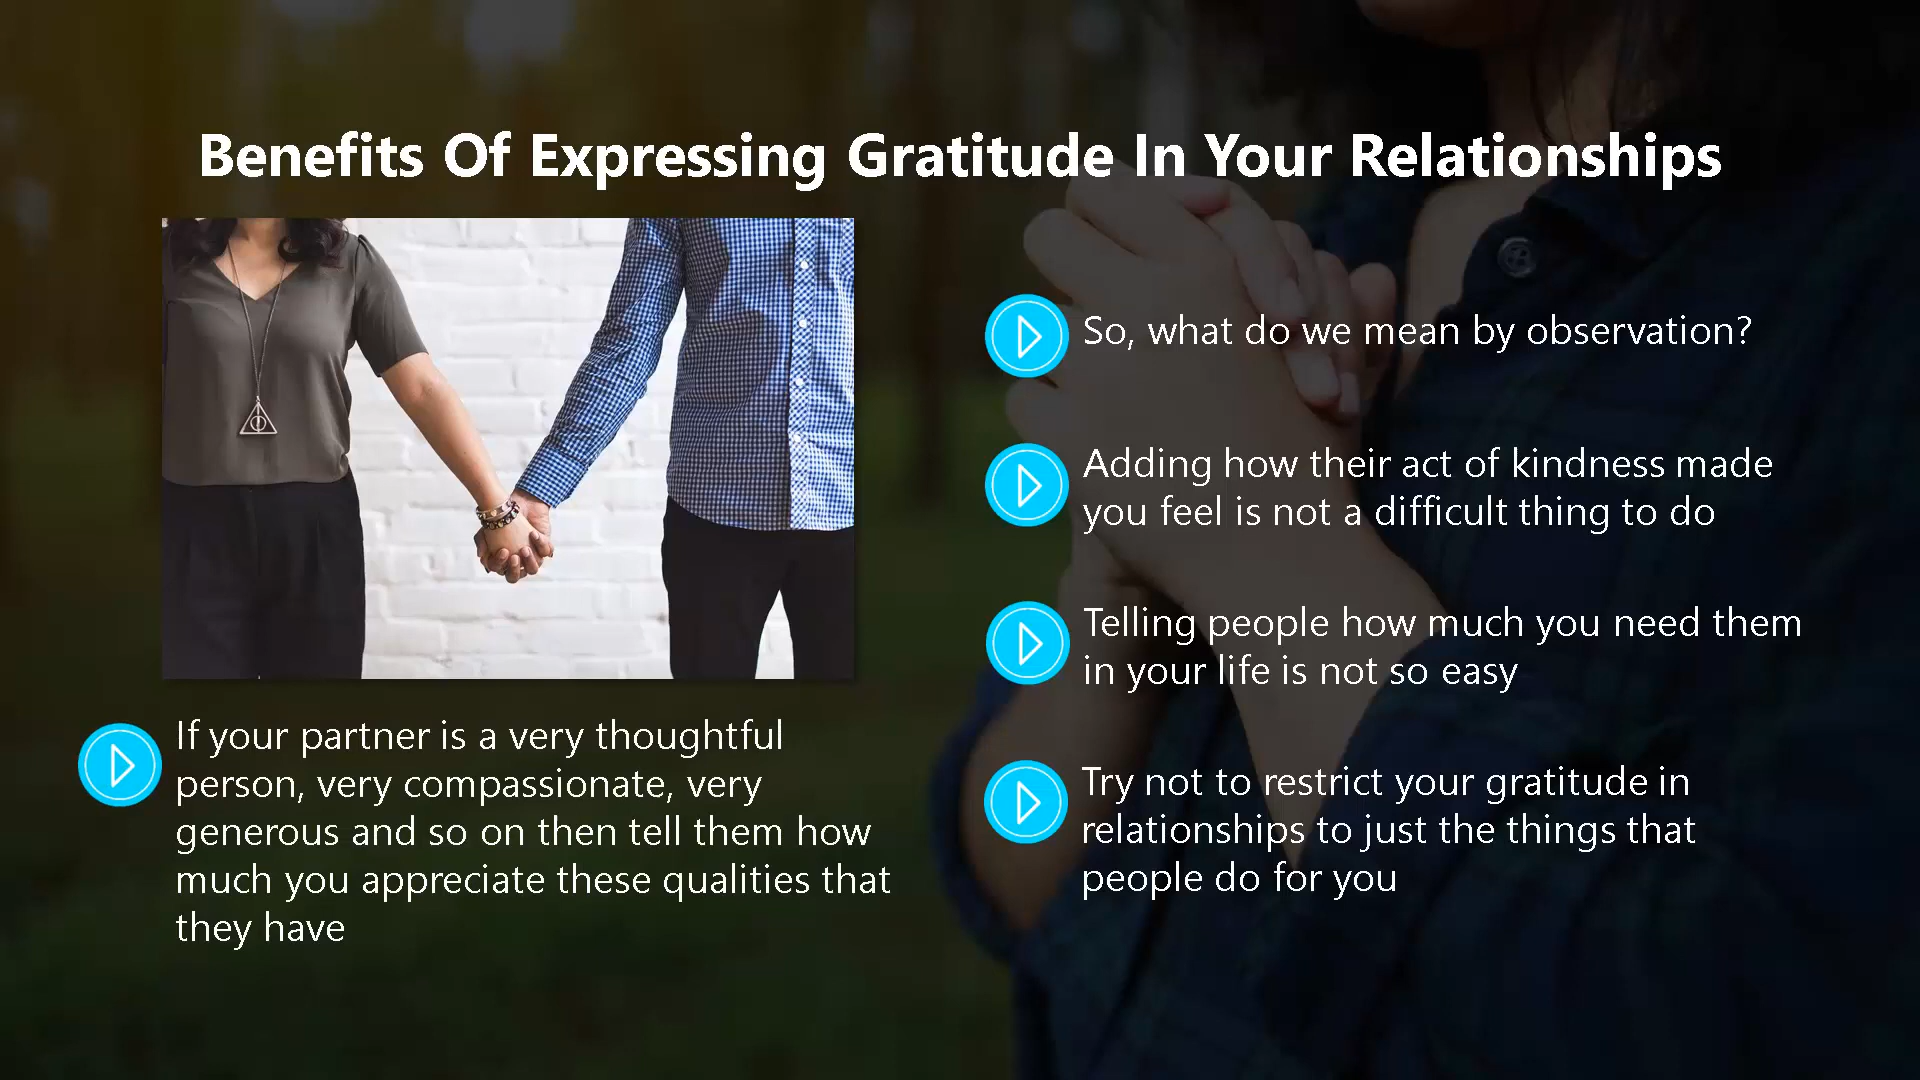 Benefits Of Expressing Gratitude In Your Relationships
So, what do we mean by observation?
Adding how their act of kindness made
you feel is not a difficult thing to do
Telling people how much you need them
in your life is not so easy
Try not to restrict your gratitude in
relationships to just the things that
people do for you
If your partner is a very thoughtful
person, very compassionate, very
generous and so on then tell them how
much you appreciate these qualities that
they have